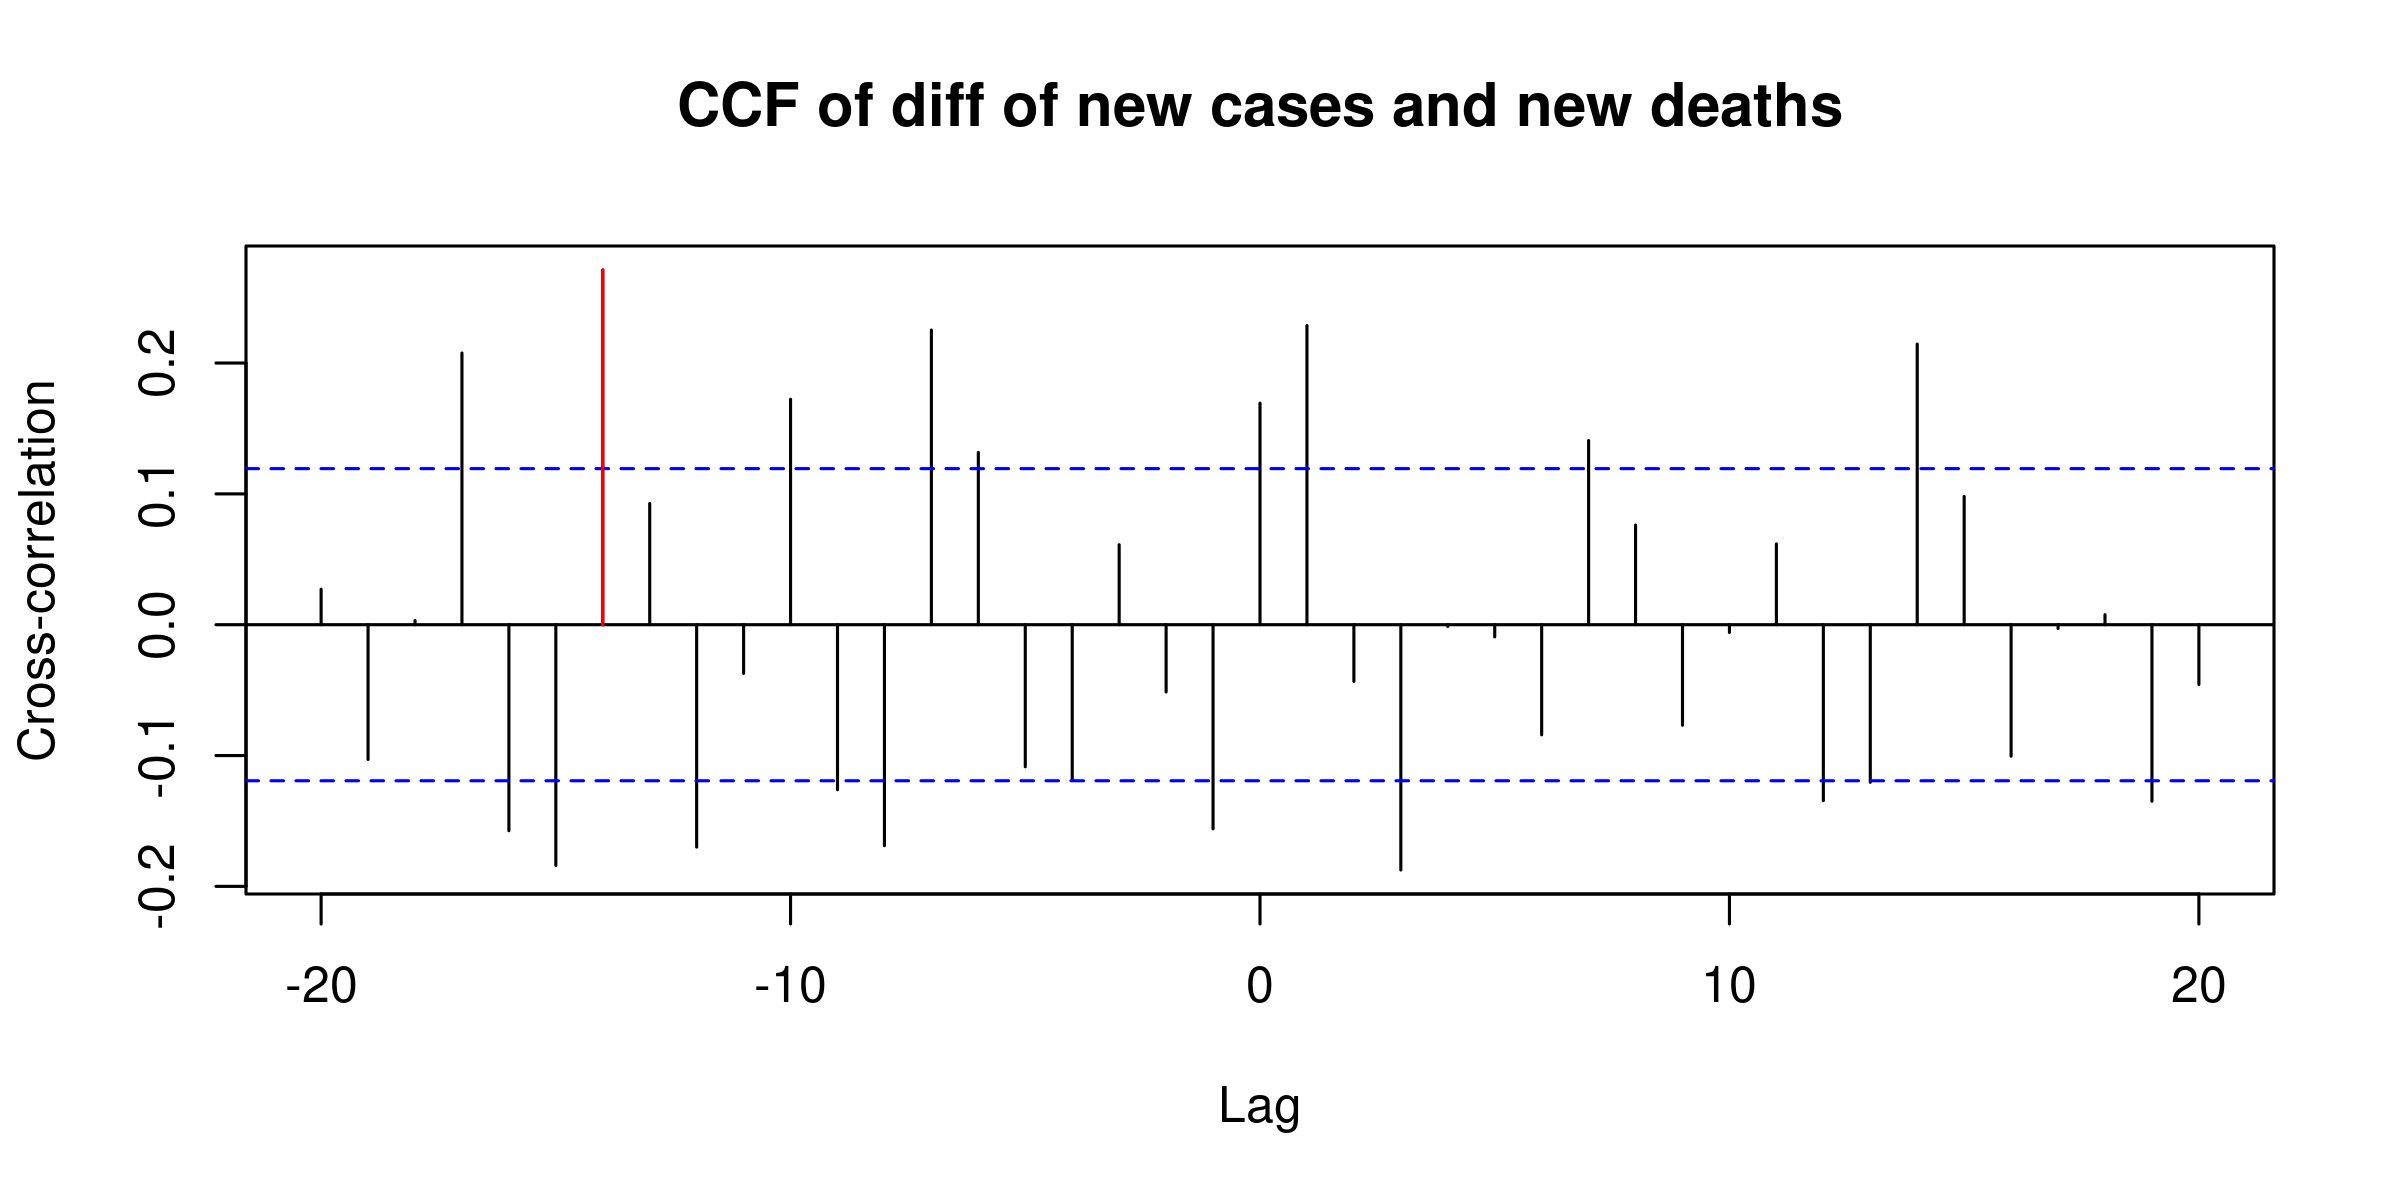 CCF of diff of new cases and new deaths
Cross-correlation
0.2
0.1
0.0
-0.1
-0.2
-20 -10 0 10 20
Lag